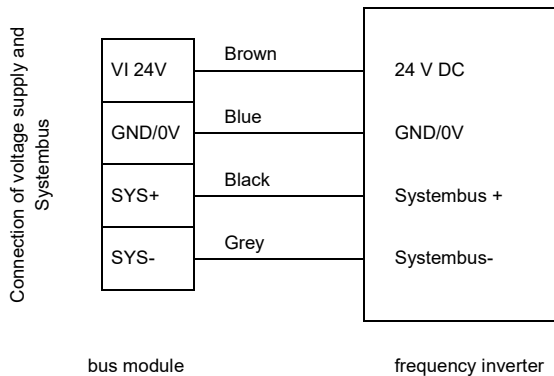 Connection of voltage supply and
Systembus
VI 24V
Brown
24 V DC
GND/0V
Blue
GND/0V
SYS+
Black
Systembus +
SYS-
Grey
Systembus-
bus module
frequency inverter